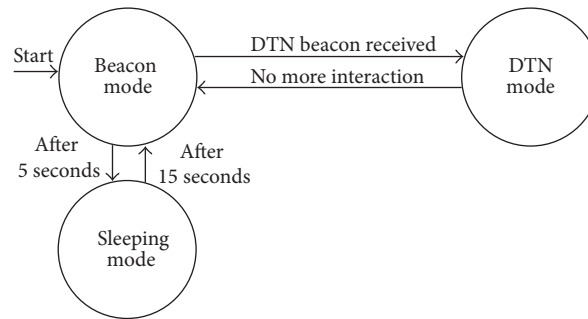 Start
Beacon
mode
DTN beacon received
No more interaction
DTN
mode
After
5 seconds
After
15 seconds
Sleeping
mode